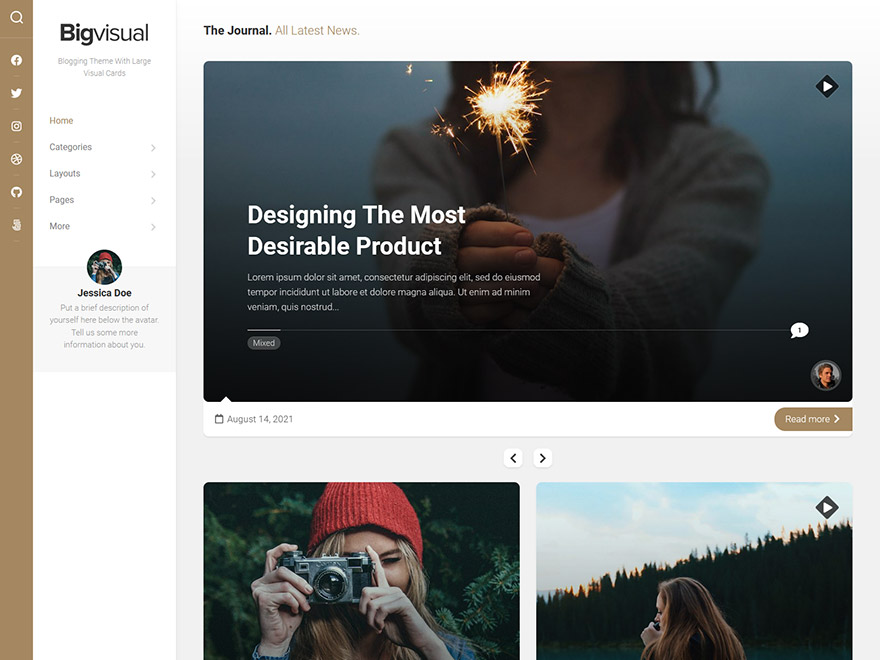 Bigvisual
Blogging Theme With Large
Visual Cards
Home
Categories
Layouts
Pages
More
Jessica Doe
Put a brief description of
yourself here below the avatar.
Tell us some more
information about you.
The Journal. All Latest News.
Designing The Most
Desirable Product
Lorem ipsum dolor sit amet, consectetur adipiscing elit, sed do eiusmod
tempor incididunt ut labore et dolore magna aliqua. Ut enim ad minim
veniam, quis nostrud...
1
Mixed
August 14, 2021
Read more